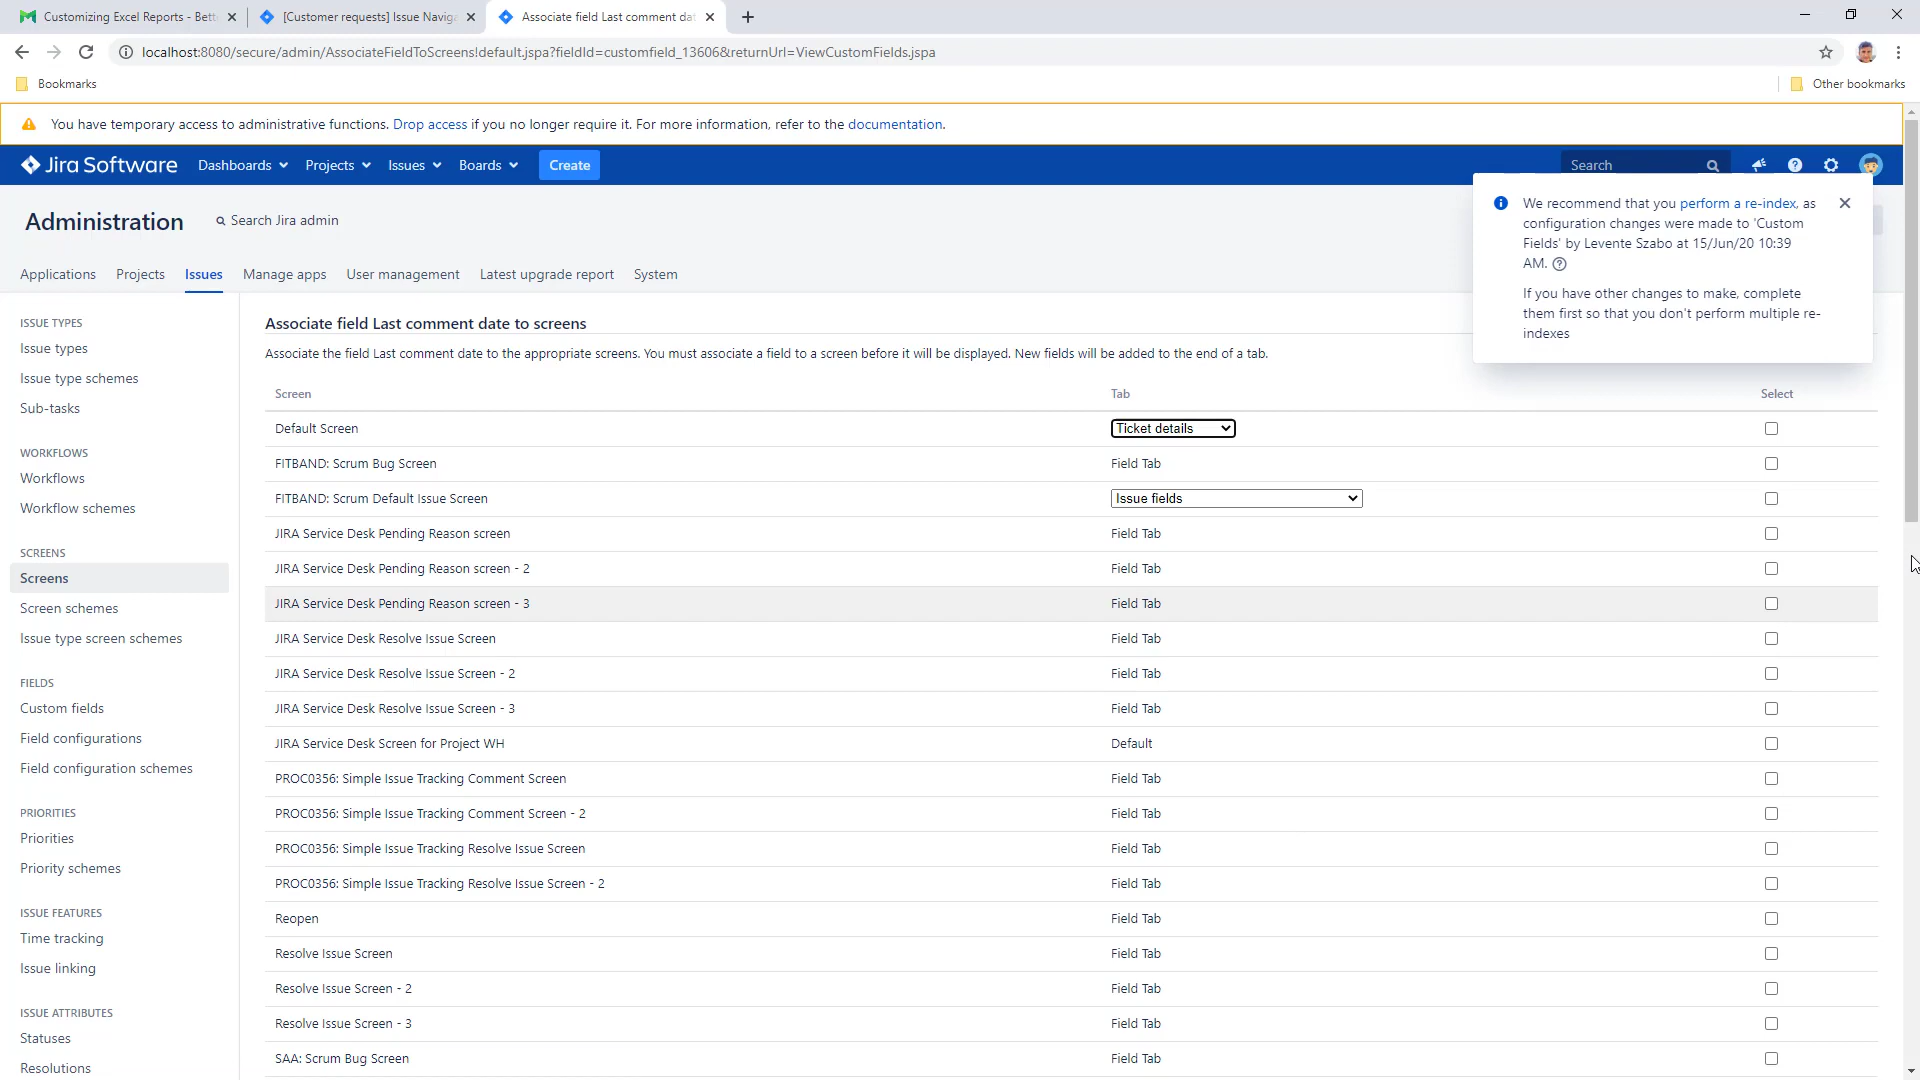 Customizing Excel Reports - Bett
[Customer requests] Issue Naviga
Associate field Last comment dat
localhost:8080/secure/admin/AssociateFieldToScreens!default.jspa?fieldId=customfield_13606&returnUrl=ViewCustomFields.jspa
Bookmarks
Other bookmarks
You have temporary access to administrative functions. Drop access if you no longer require it. For more information, refer to the documentation.
Jira Software Dashboards Projects Issues Boards Create Search
Administration Search Jira admin
We recommend that you perform a re-index, as
configuration changes were made to 'Custom
Fields' by Levente Szabo at 15/Jun/20 10:39
AM.
If you have other changes to make, complete
them first so that you don't perform multiple re-
indexes
Applications Projects Issues Manage apps User management Latest upgrade report System
ISSUE TYPES
Issue types
Issue type schemes
Sub-tasks
WORKFLOWS
Workflows
Workflow schemes
SCREENS
Screens
Screen schemes
Issue type screen schemes
FIELDS
Custom fields
Field configurations
Field configuration schemes
PRIORITIES
Priorities
Priority schemes
ISSUE FEATURES
Time tracking
Issue linking
ISSUE ATTRIBUTES
Statuses
Resolutions
Associate field Last comment date to screens
Associate the field Last comment date to the appropriate screens. You must associate a field to a screen before it will be displayed. New fields will be added to the end of a tab.
Screen Tab Select
Default Screen Ticket details
FITBAND: Scrum Bug Screen Field Tab
FITBAND: Scrum Default Issue Screen Issue fields
JIRA Service Desk Pending Reason screen Field Tab
JIRA Service Desk Pending Reason screen - 2 Field Tab
JIRA Service Desk Pending Reason screen - 3 Field Tab
JIRA Service Desk Resolve Issue Screen Field Tab
JIRA Service Desk Resolve Issue Screen - 2 Field Tab
JIRA Service Desk Resolve Issue Screen - 3 Field Tab
JIRA Service Desk Screen for Project WH Default
PROC0356: Simple Issue Tracking Comment Screen Field Tab
PROC0356: Simple Issue Tracking Comment Screen - 2 Field Tab
PROC0356: Simple Issue Tracking Resolve Issue Screen Field Tab
PROC0356: Simple Issue Tracking Resolve Issue Screen - 2 Field Tab
Reopen Field Tab
Resolve Issue Screen Field Tab
Resolve Issue Screen - 2 Field Tab
Resolve Issue Screen - 3 Field Tab
SAA: Scrum Bug Screen Field Tab